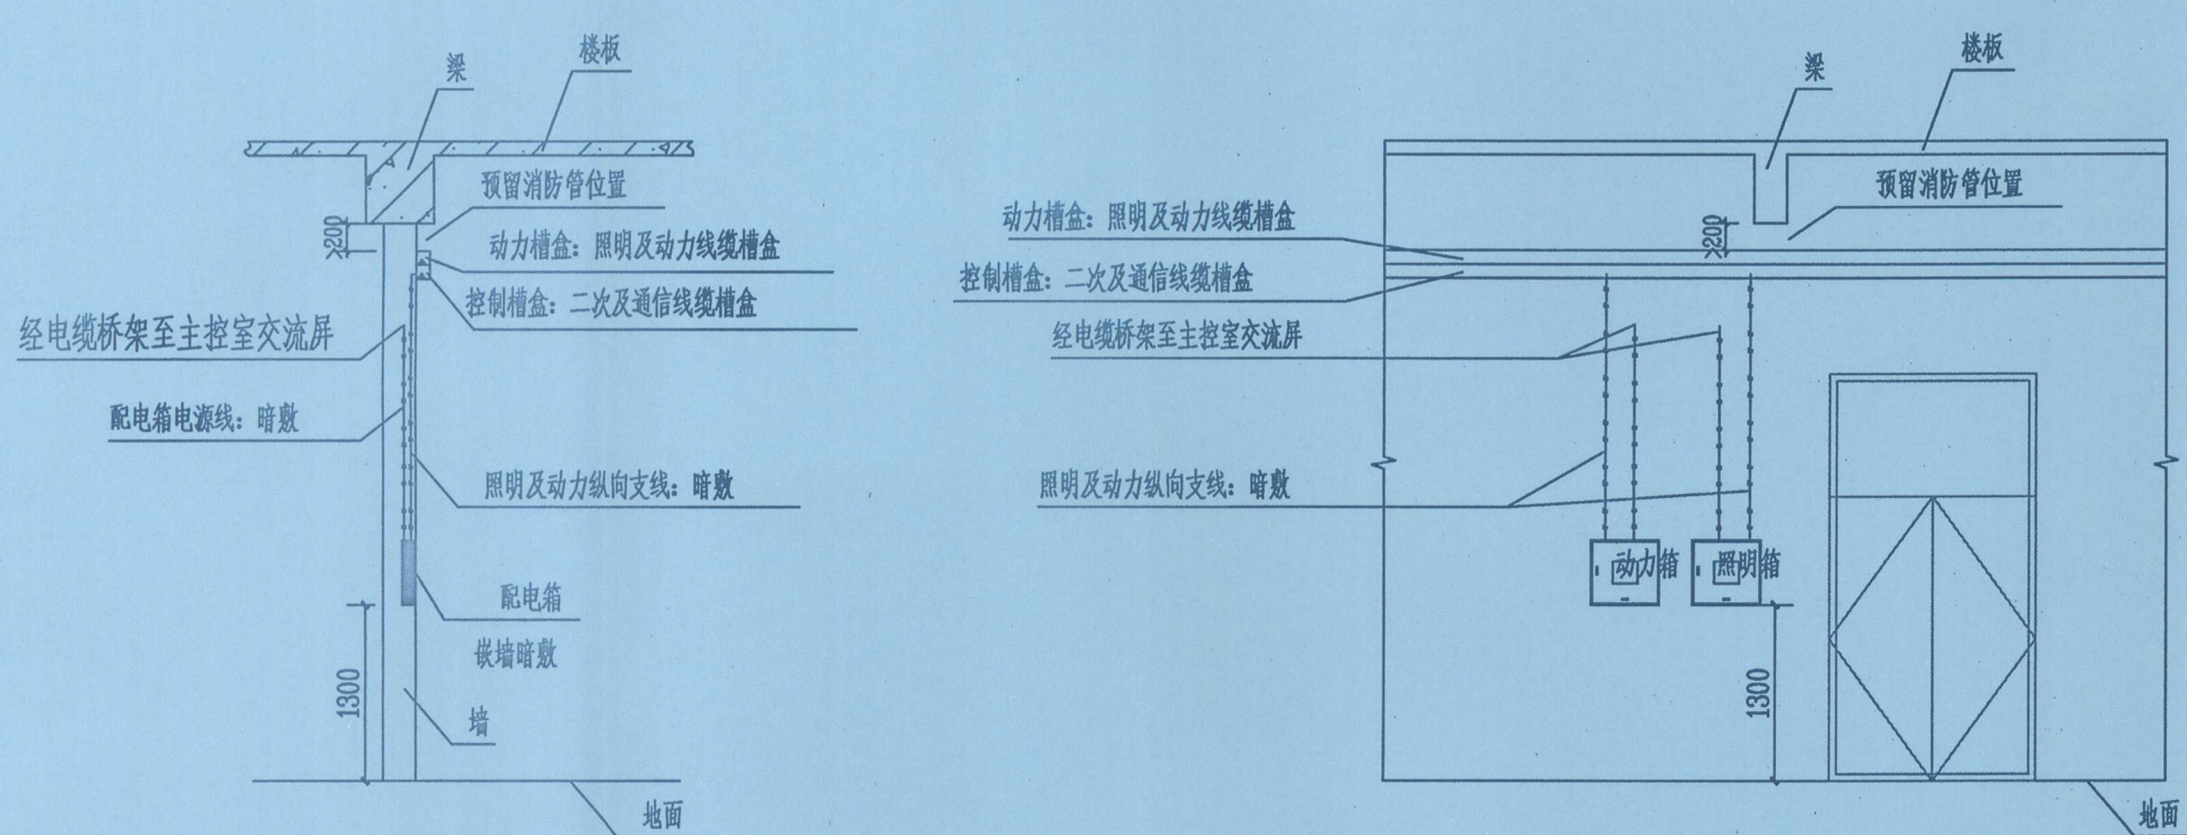 梁
楼板
预留消防管位置
>200
动力槽盒：照明及动力线缆槽盒
控制槽盒：二次及通信线缆槽盒
经电缆桥架至主控室交流屏
配电箱电源线：暗敷
照明及动力纵向支线：暗敷
配电箱
嵌墙暗敷
1300
墙
地面
梁
楼板
预留消防管位置
动力槽盒：照明及动力线缆槽盒
>200
控制槽盒：二次及通信线缆槽盒
经电缆桥架至主控室交流屏
照明及动力纵向支线：暗敷
动力箱
照明箱
1300
地面